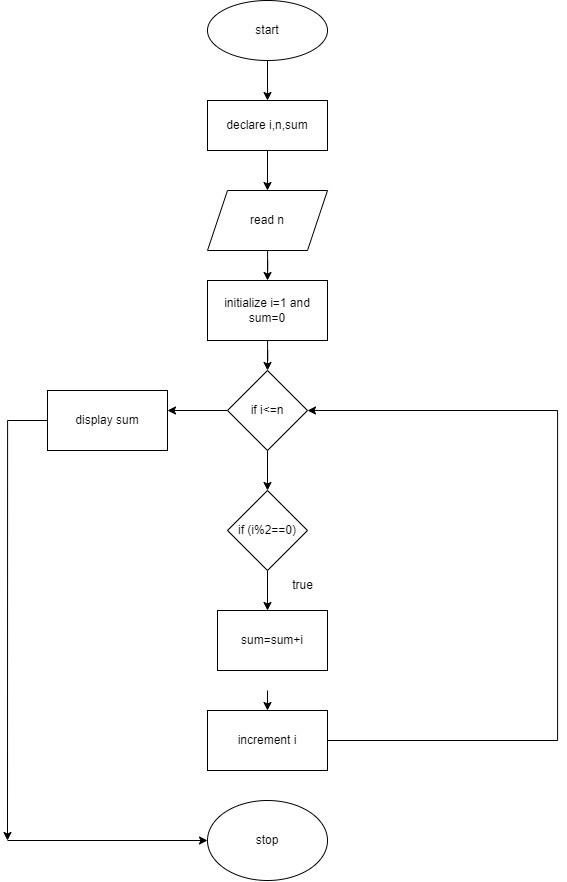 start
declare i,n,sum
read n
initialize i=1 and
sum=0
if i<=n
display sum
if (i%2==0)
true
sum=sum+i
increment i
stop